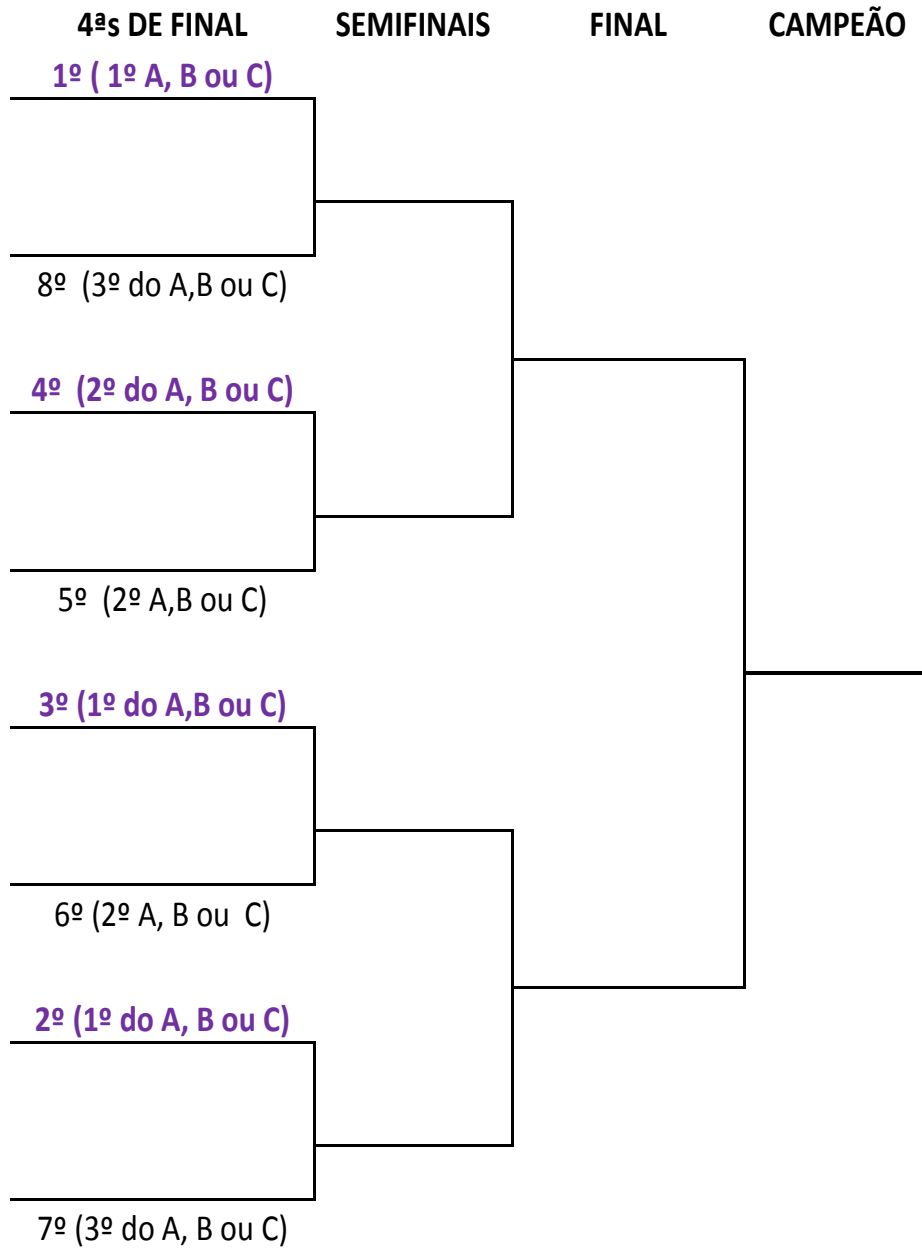 4ªs DE FINAL SEMIFINAIS FINAL CAMPEÃO
1º ( 1º A, B ou C)
8º (3º do A,B ou C)
4º (2º do A, B ou C)
5º (2º A,B ou C)
3º (1º do A,B ou C)
6º (2º A, B ou C)
2º (1º do A, B ou C)
7º (3º do A, B ou C)